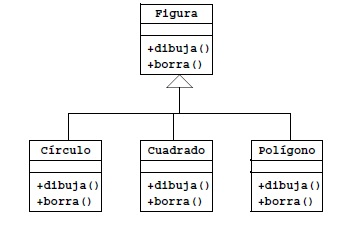 Figura
+dibuja()
+borra()
Círculo
+dibuja()
+borra()
Cuadrado
+dibuja()
+borra()
Polígono
+dibuja()
+borra()